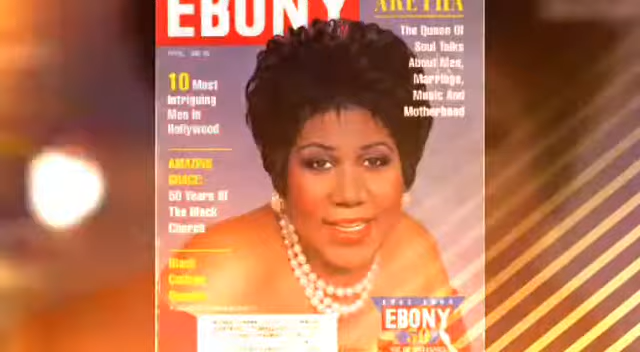 EBONY
ARETHA
The Queen Of
Soul Talks
About Men,
Marriage,
Music And
Motherhood
10 Most
Intriguing
Men In
Hollywood
AMAZING
GRACE:
50 Years Of
The Black
Church
Black
EBONY